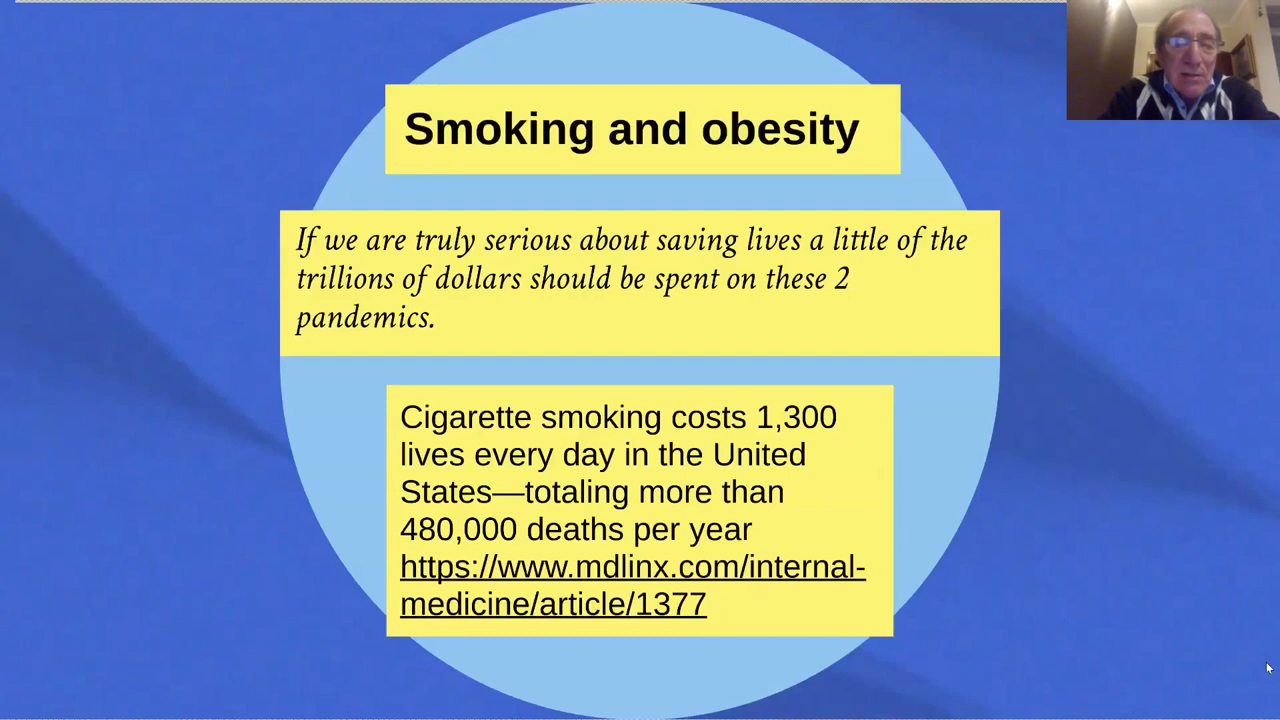 Smoking and obesity
If we are truly serious about saving lives a little of the
trillions of dollars should be spent on these 2
pandemics.
Cigarette smoking costs 1,300
lives every day in the United
States—totaling more than
480,000 deaths per year
https://www.mdlinx.com/internal-
medicine/article/1377